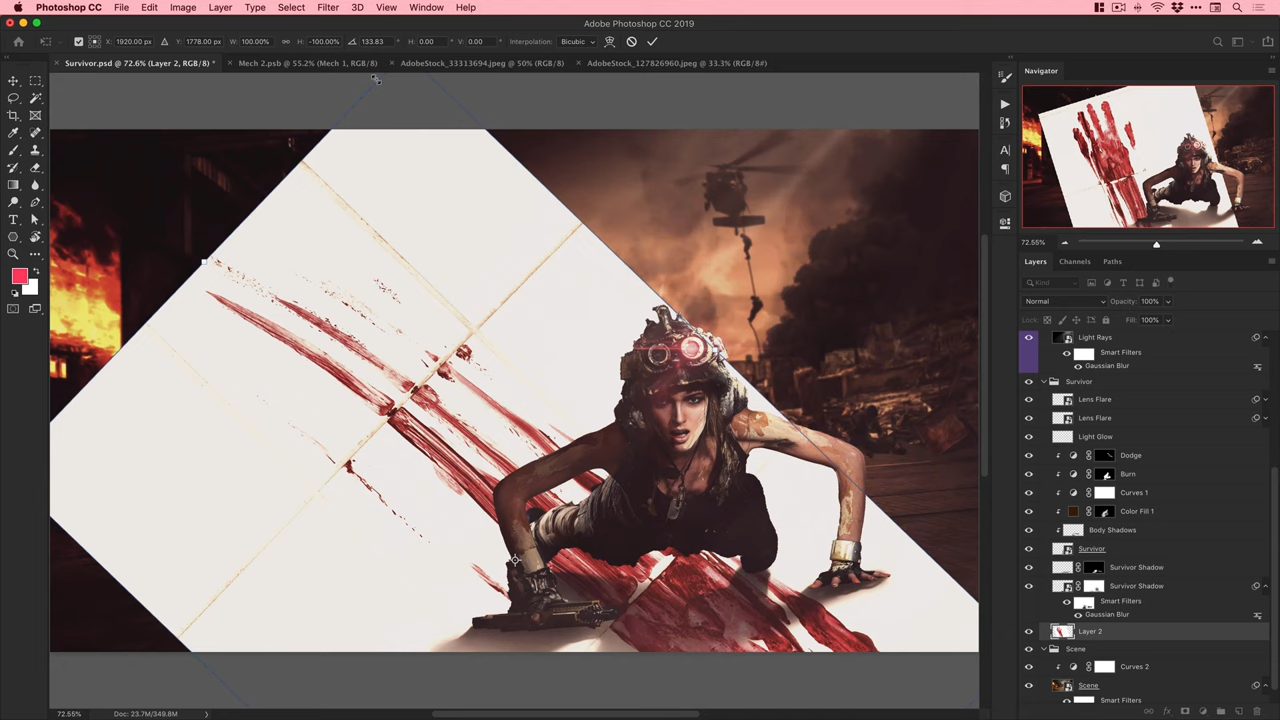 Photoshop CC File Edit Image Layer Type Select Filter 3D View Window Help
Adobe Photoshop CC 2019
X: 1920.00 px Y: 1778.00 px W: 100.00% H: -100.00% 133.83 ° H: 0.00 ° V: 0.00 ° Interpolation: Bicubic
× Survivor.psd @ 72.6% (Layer 2, RGB/8) * × Mech 2.psb @ 55.2% (Mech 1, RGB/8) × AdobeStock_33313694.jpeg @ 50% (RGB/8) × AdobeStock_127826960.jpeg @ 33.3% (RGB/8#)
Navigator
72.55%
Layers Channels Paths
Kind
Normal Opacity: 100%
Lock: Fill: 100%
Light Rays
Smart Filters
Gaussian Blur
Survivor
Lens Flare
Lens Flare
Light Glow
Dodge
Burn
Curves 1
Color Fill 1
Body Shadows
Survivor
Survivor Shadow
Survivor Shadow
Smart Filters
Gaussian Blur
Layer 2
Scene
Curves 2
Scene
Smart Filters
72.55% Doc: 23.7M/349.8M